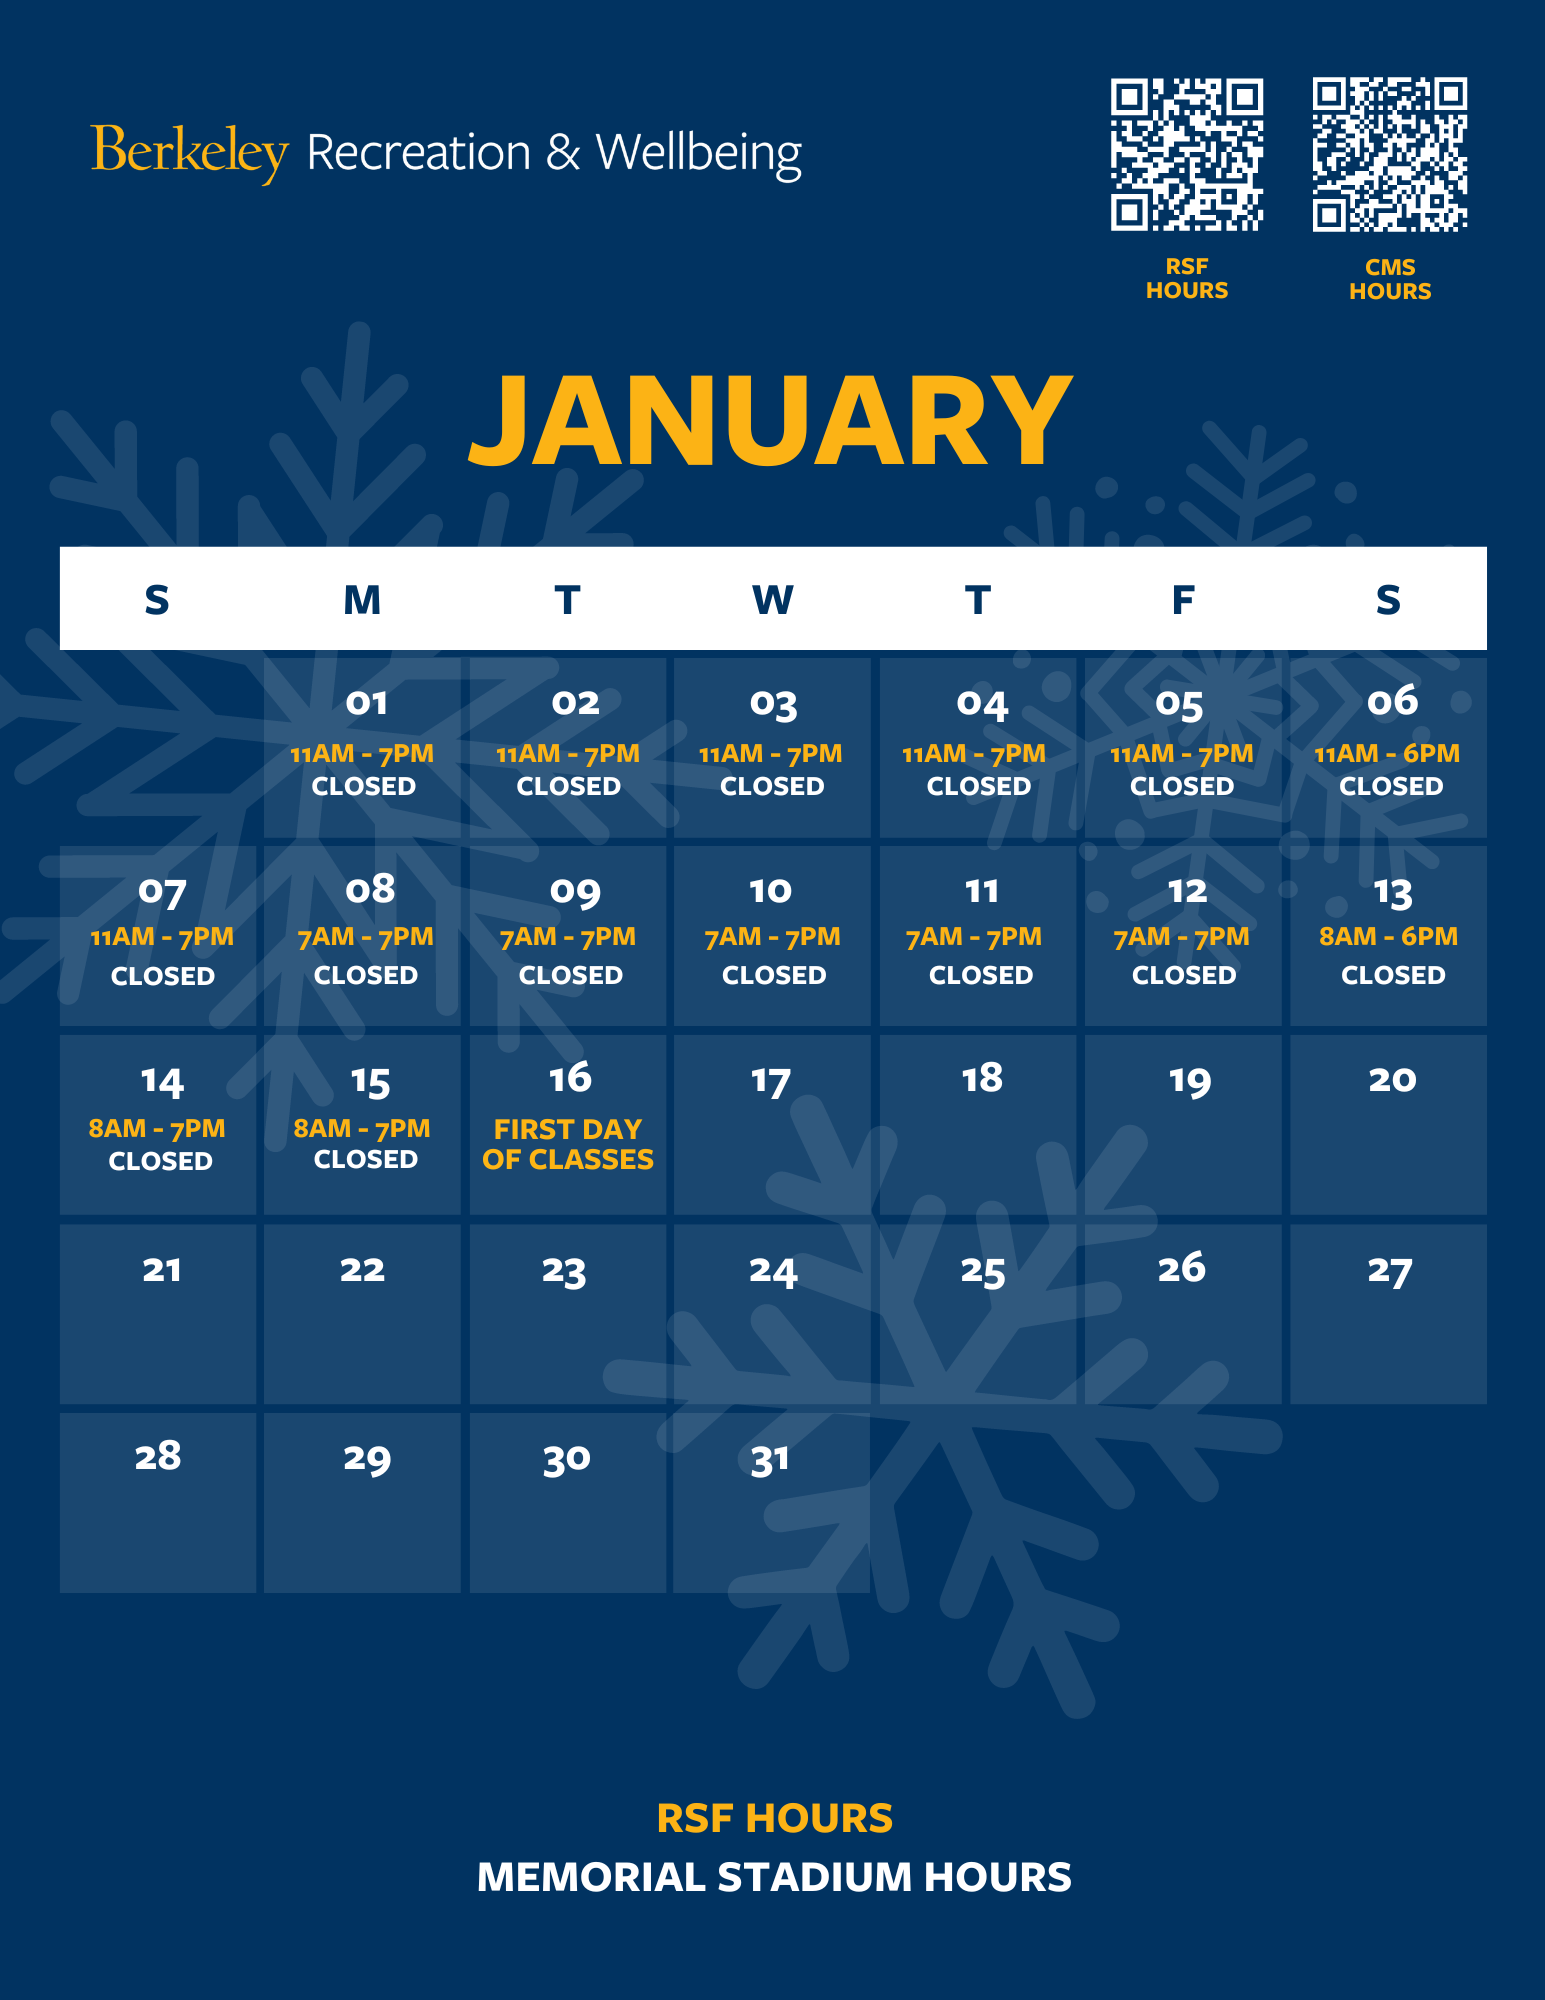 Berkeley Recreation & Wellbeing
RSF
HOURS
CMS
HOURS
JANUARY
S M T W T F S
01 02 03 04 05 06
11AM - 7PM 11AM - 7PM 11AM - 7PM 11AM - 7PM 11AM - 7PM 11AM - 6PM
CLOSED CLOSED CLOSED CLOSED CLOSED CLOSED
07 08 09 10 11 12 13
11AM - 7PM 7AM - 7PM 7AM - 7PM 7AM - 7PM 7AM - 7PM 7AM - 7PM 8AM - 6PM
CLOSED CLOSED CLOSED CLOSED CLOSED CLOSED CLOSED
14 15 16 17 18 19 20
8AM - 7PM 8AM - 7PM FIRST DAY
CLOSED CLOSED OF CLASSES
21 22 23 24 25 26 27
28 29 30 31
RSF HOURS
MEMORIAL STADIUM HOURS